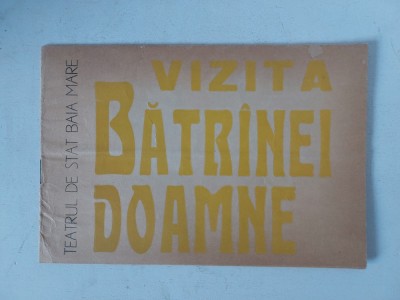 TEATRUL DE STAT BAIA MARE
VIZITA
BĂTRÎNEI
DOAMNE